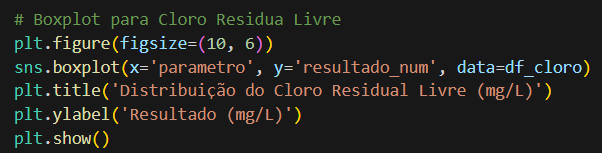 # Boxplot para Cloro Residua Livre
plt.figure(figsize=(10, 6))
sns.boxplot(x='parametro', y='resultado_num', data=df_cloro)
plt.title('Distribuição do Cloro Residual Livre (mg/L)')
plt.ylabel('Resultado (mg/L)')
plt.show()